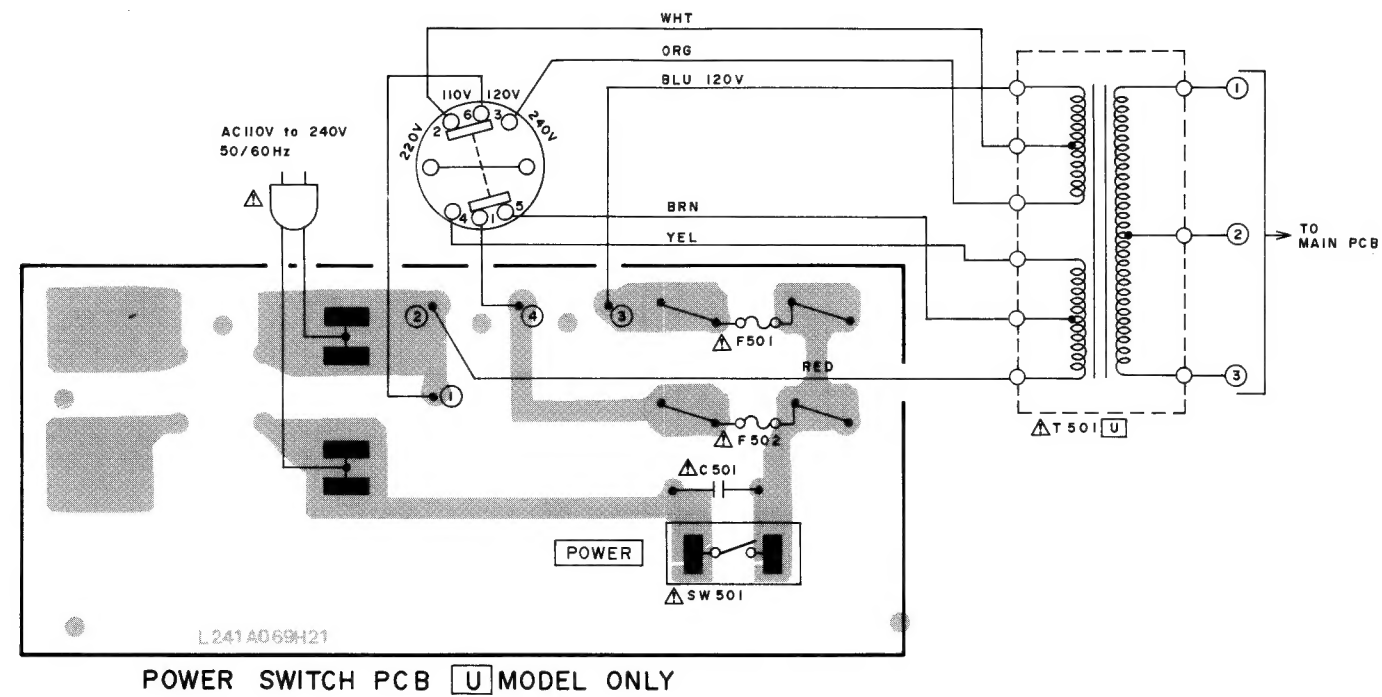 WHT
ORG
BLU 120V
110V 120V
220V
240V
2 6 3
4 1 5
AC110V to 240V
50/60Hz
BRN
YEL
1
2
3
TO
MAIN PCB
2
4
3
1
F501
RED
F502
T501 U
C501
POWER
SW501
L241A069H21
POWER SWITCH PCB U MODEL ONLY